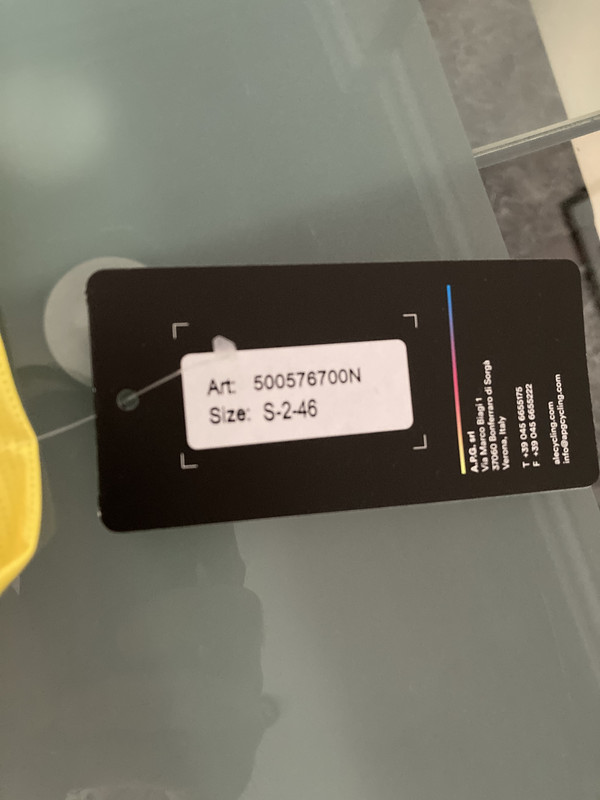 Art: 500576700N
Size: S-2-46
A.P.G. srl
Via Marco Biagi 1
37060 Bonferraro di Sorgà
Verona, Italy
T +39 045 6655175
F +39 045 6655222
alecycling.com
info@apgcycling.com